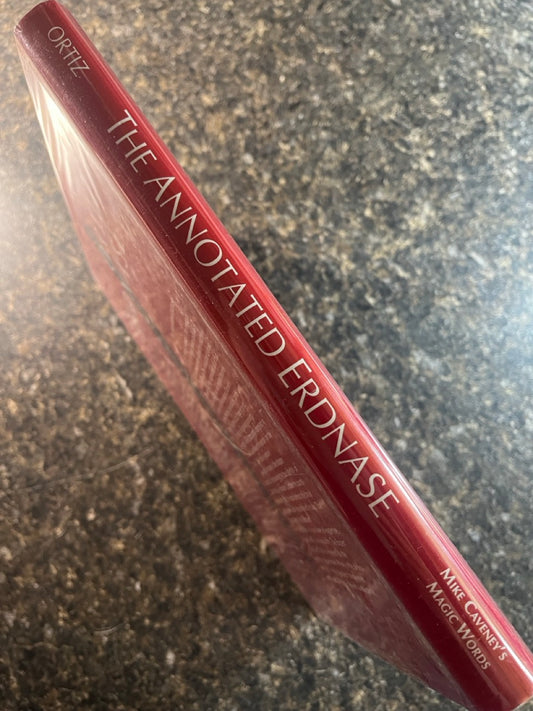 ORTIZ
THE ANNOTATED ERDNASE
MIKE CAVENEY'S
MAGIC WORDS